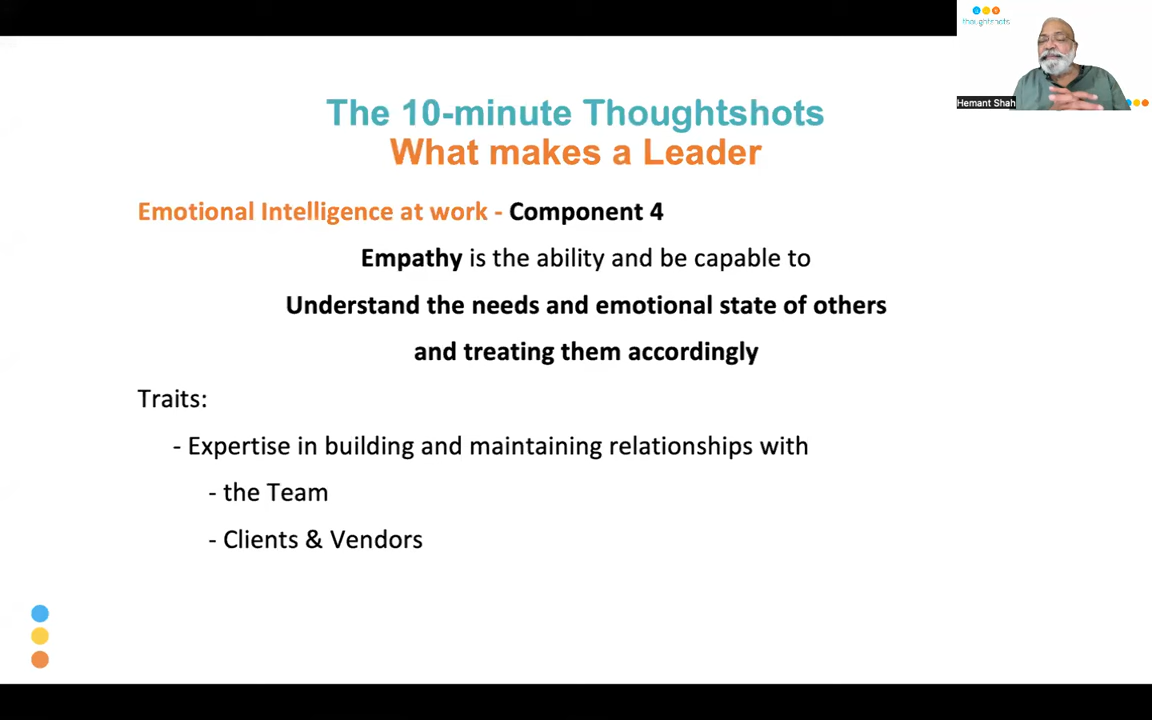 thoughtshots
Hemant Shah
The 10-minute Thoughtshots
What makes a Leader
Emotional Intelligence at work - Component 4
Empathy is the ability and be capable to
Understand the needs and emotional state of others
and treating them accordingly
Traits:
- Expertise in building and maintaining relationships with
- the Team
- Clients & Vendors